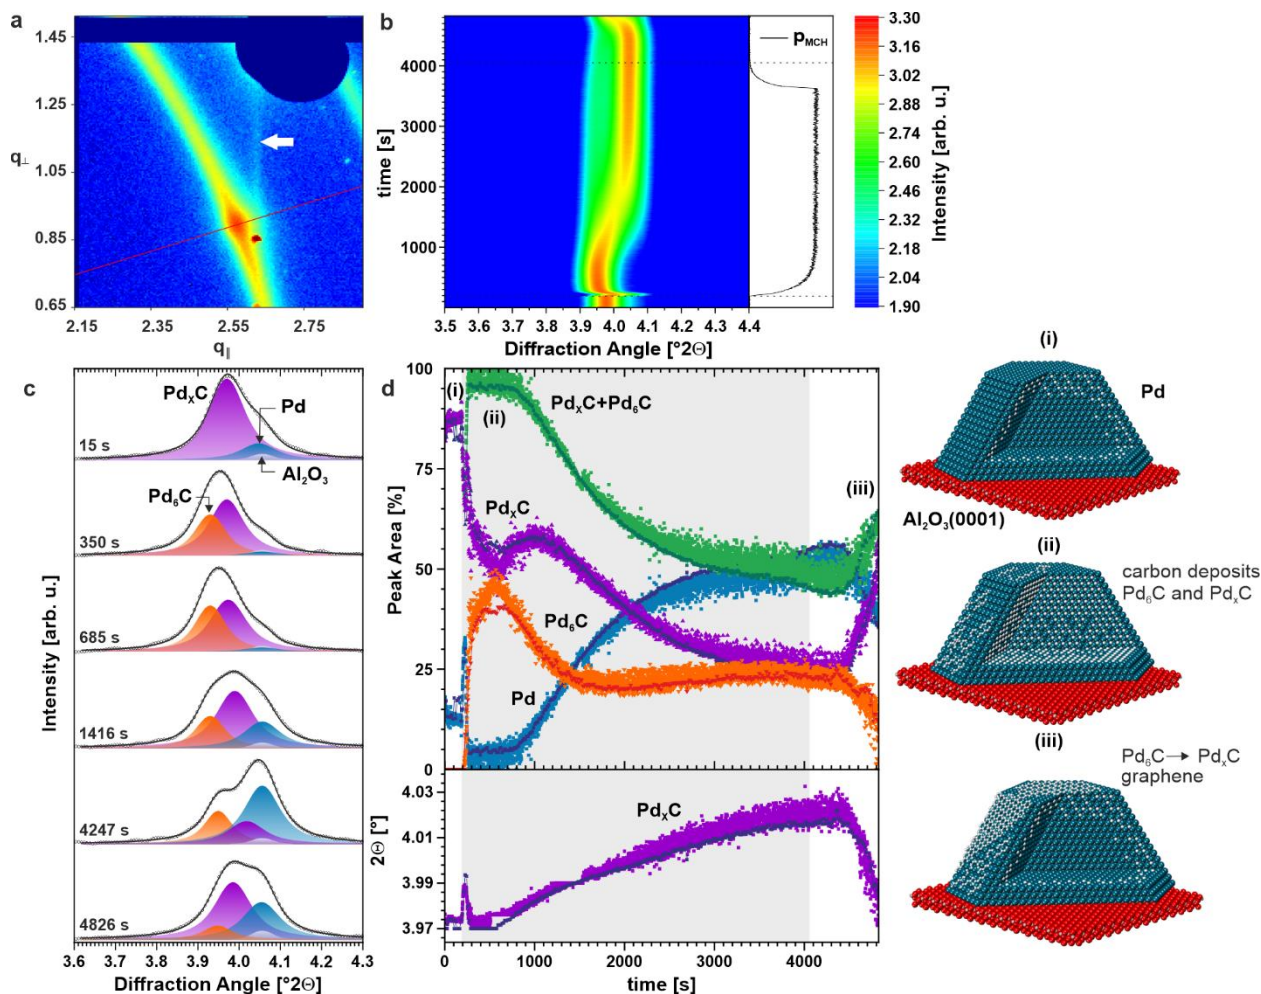 a
1.45
1.25
q⊥
1.05
0.85
0.65
2.15
2.35
2.55
2.75
q∥
b
time [s]
4000
3000
2000
1000
3.5
3.6
3.7
3.8
3.9
4.0
4.1
4.2
4.3
4.4
Diffraction Angle [°2Θ]
p_MCH
Intensity [arb. u.]
3.30
3.16
3.02
2.88
2.74
2.60
2.46
2.32
2.18
2.04
1.90
c
Intensity [arb. u.]
PdₓC
Pd
15 s
Al₂O₃
Pd₆C
350 s
685 s
1416 s
4247 s
4826 s
3.6
3.7
3.8
3.9
4.0
4.1
4.2
4.3
Diffraction Angle [°2Θ]
d
Peak Area [%]
100
75
50
25
0
(i)
(ii)
(iii)
PdₓC+Pd₆C
PdₓC
Pd₆C
Pd
2Θ [°]
4.03
4.01
3.99
3.97
PdₓC
0
1000
2000
3000
4000
time [s]
(i)
Pd
Al₂O₃(0001)
(ii)
carbon deposits
Pd₆C and PdₓC
(iii)
Pd₆C→ PdₓC
graphene